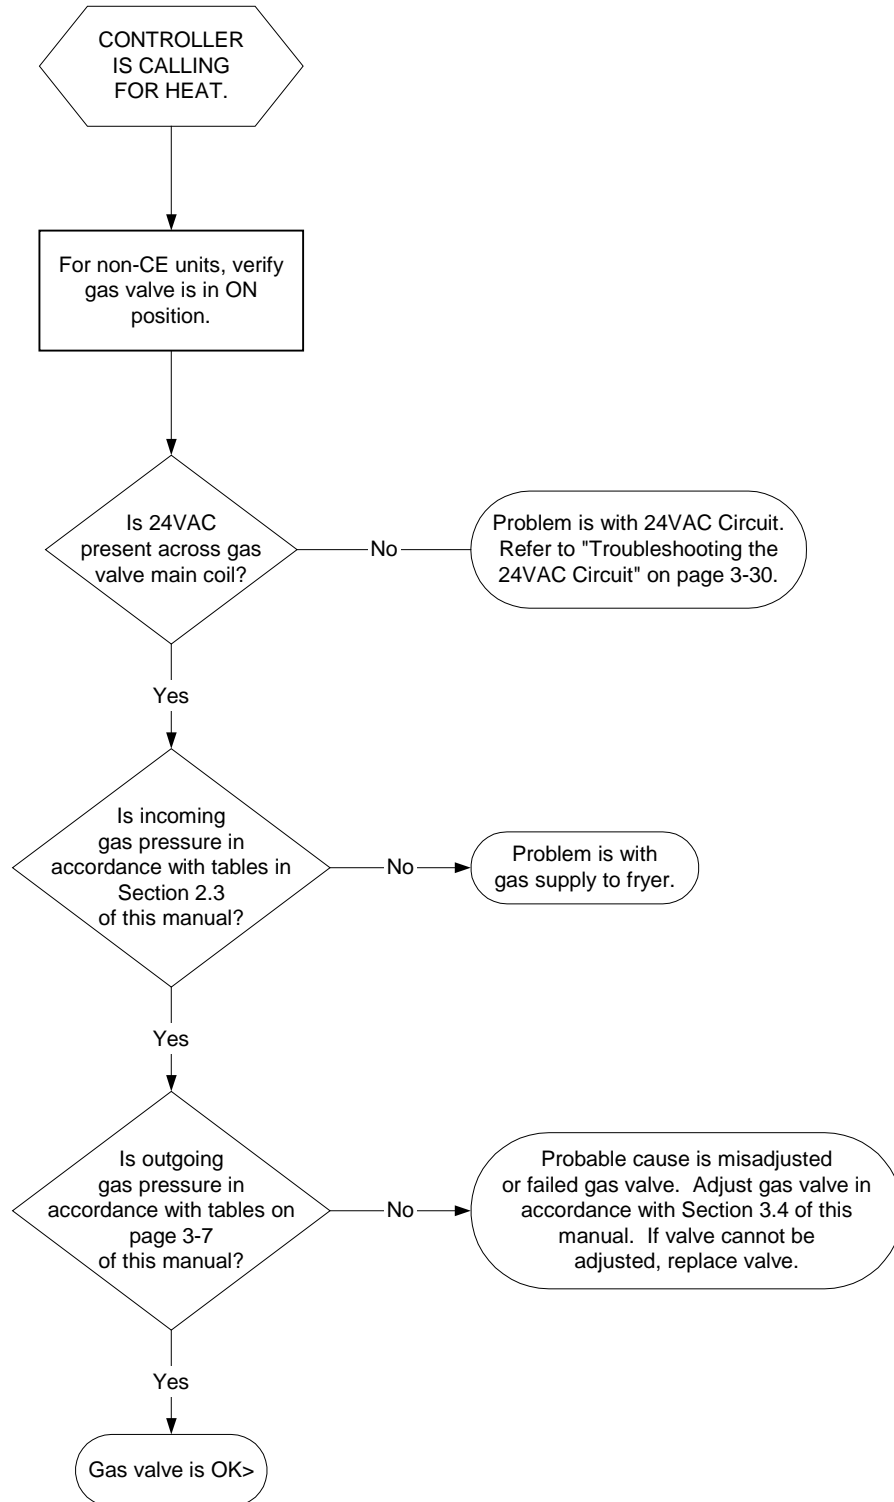 CONTROLLER
IS CALLING
FOR HEAT.
For non-CE units, verify
gas valve is in ON
position.
Is 24VAC
present across gas
valve main coil?
No
Problem is with 24VAC Circuit.
Refer to "Troubleshooting the
24VAC Circuit" on page 3-30.
Yes
Is incoming
gas pressure in
accordance with tables in
Section 2.3
of this manual?
No
Problem is with
gas supply to fryer.
Yes
Is outgoing
gas pressure in
accordance with tables on
page 3-7
of this manual?
No
Probable cause is misadjusted
or failed gas valve.  Adjust gas valve in
accordance with Section 3.4 of this
manual.  If valve cannot be
adjusted, replace valve.
Yes
Gas valve is OK>